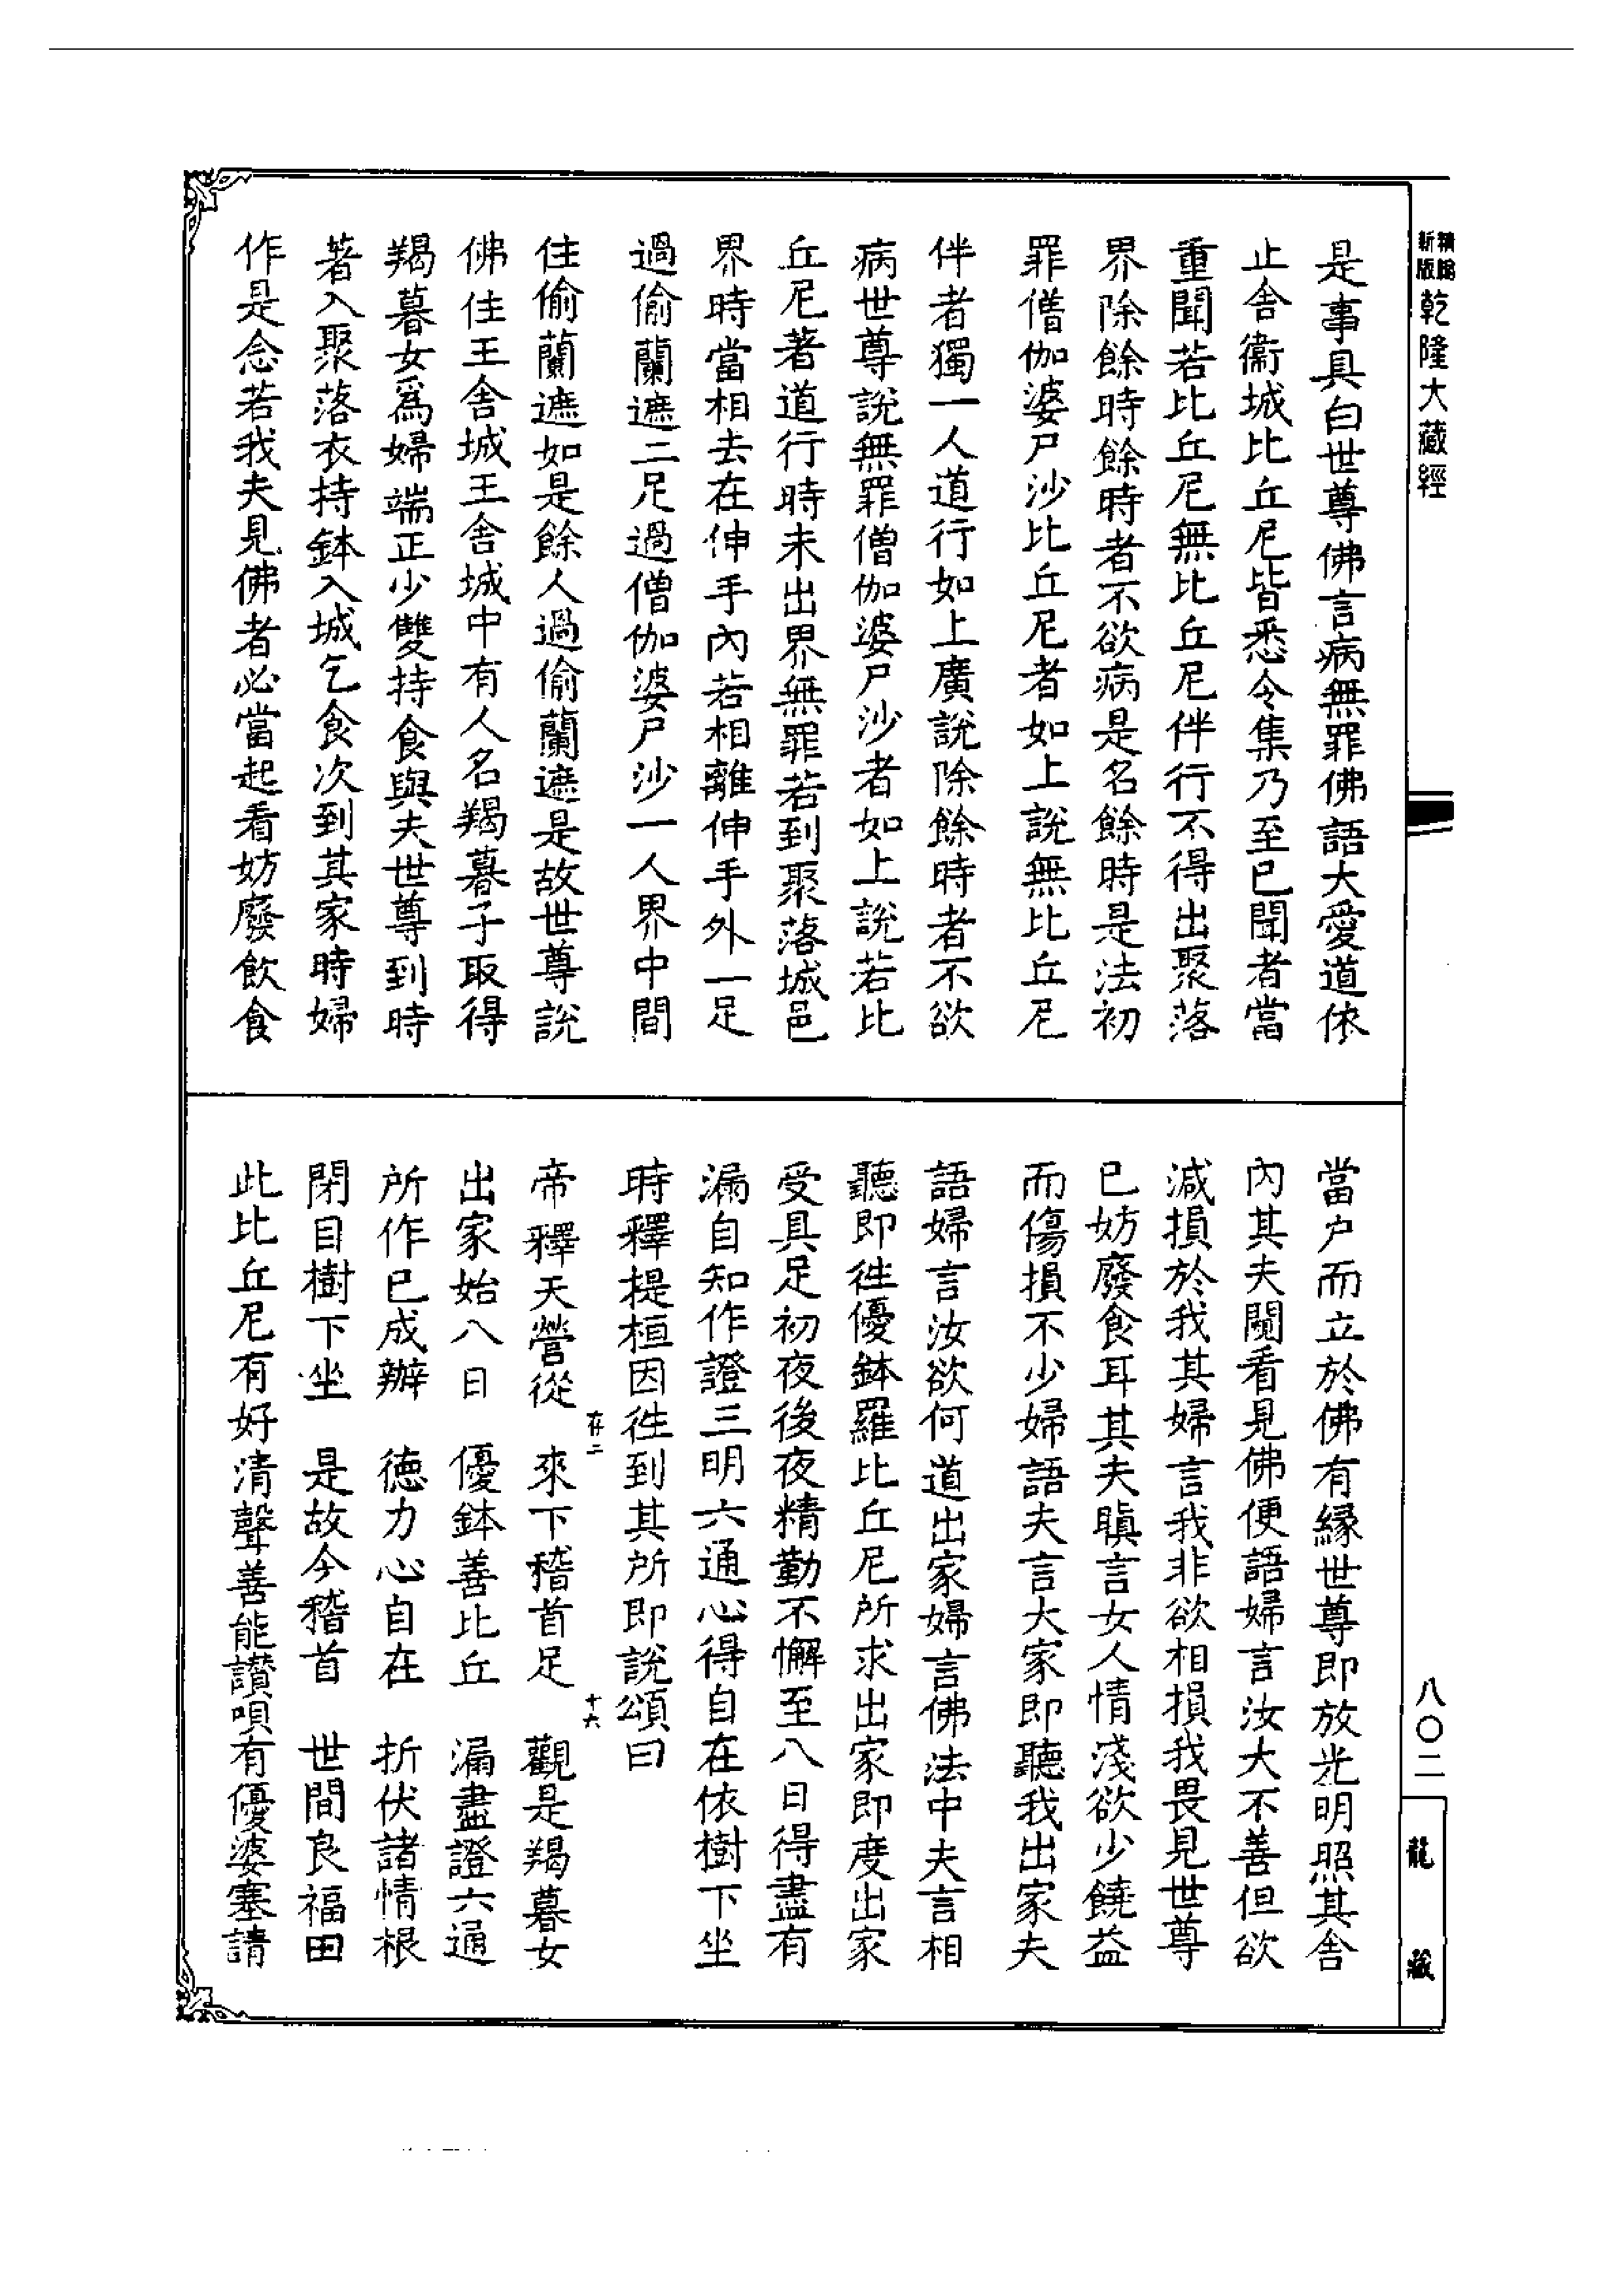 新版
精縮
乾隆大藏經
是事具白世尊佛言病無罪佛語大愛道依
止舍衞城比丘尼皆悉令集乃至已聞者當
重聞若比丘尼無比丘尼伴行不得出聚落
界除餘時餘時者不欲病是名餘時是法初
罪僧伽婆尸沙比丘尼者如上說無比丘尼
伴者獨一人道行如上廣說除餘時者不欲
病世尊說無罪僧伽婆尸沙者如上說若比
丘尼著道行時未出界無罪若到聚落城邑
界時當相去在伸手內若相離伸手外一足
過偷蘭遮二足過僧伽婆尸沙一人界中間
住偷蘭遮如是餘人過偷蘭遮是故世尊說
佛住王舍城王舍城中有人名羯暮子取得
羯暮女爲婦端正少雙持食與夫世尊到時
著入聚落衣持鉢入城乞食次到其家時婦
作是念若我夫見佛者必當起看妨廢飲食
當户而立於佛有緣世尊即放光明照其舍
內其夫闚看見佛便語婦言汝大不善但欲
減損於我其婦言我非欲相損我畏見世尊
已妨廢食耳其夫瞋言女人情淺欲少饒益
而傷損不少婦語夫言大家即聽我出家夫
語婦言汝欲何道出家婦言佛法中夫言相
聽即徃優鉢羅比丘尼所求出家即度出家
受具足初夜後夜精勤不懈至八日得盡有
漏自知作證三明六通心得自在依樹下坐
時釋提桓因徃到其所即說頌曰
在二
十六
帝釋天營從　來下稽首足　觀是羯暮女
出家始八日　優鉢善比丘　漏盡證六通
所作已成辦　德力心自在　折伏諸情根
閉目樹下坐　是故今稽首　世間良福田
此比丘尼有好清聲善能讃唄有優婆塞請
八〇二
龍藏